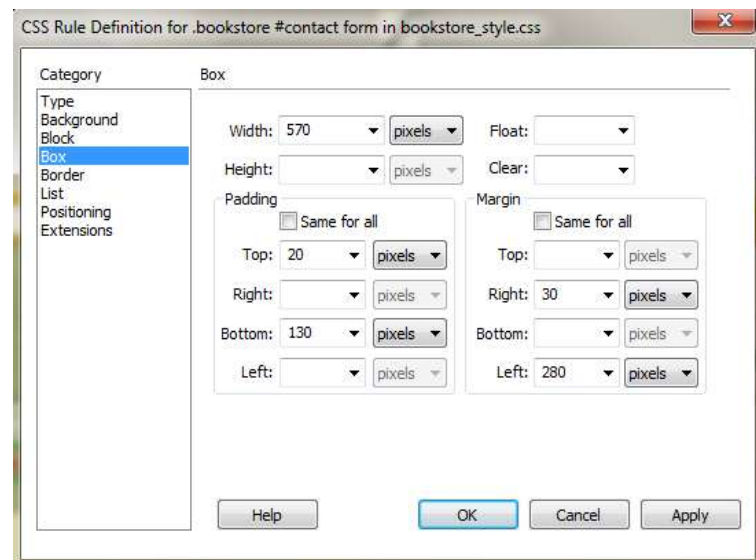 CSS Rule Definition for .bookstore #contact form in bookstore_style.css
Category
Type
Background
Block
Box
Border
List
Positioning
Extensions
Box
Width: 570 pixels Float:
Height: pixels Clear:
Padding
Same for all
Top: 20 pixels
Right: pixels
Bottom: 130 pixels
Left: pixels
Margin
Same for all
Top: pixels
Right: 30 pixels
Bottom: pixels
Left: 280 pixels
Help OK Cancel Apply